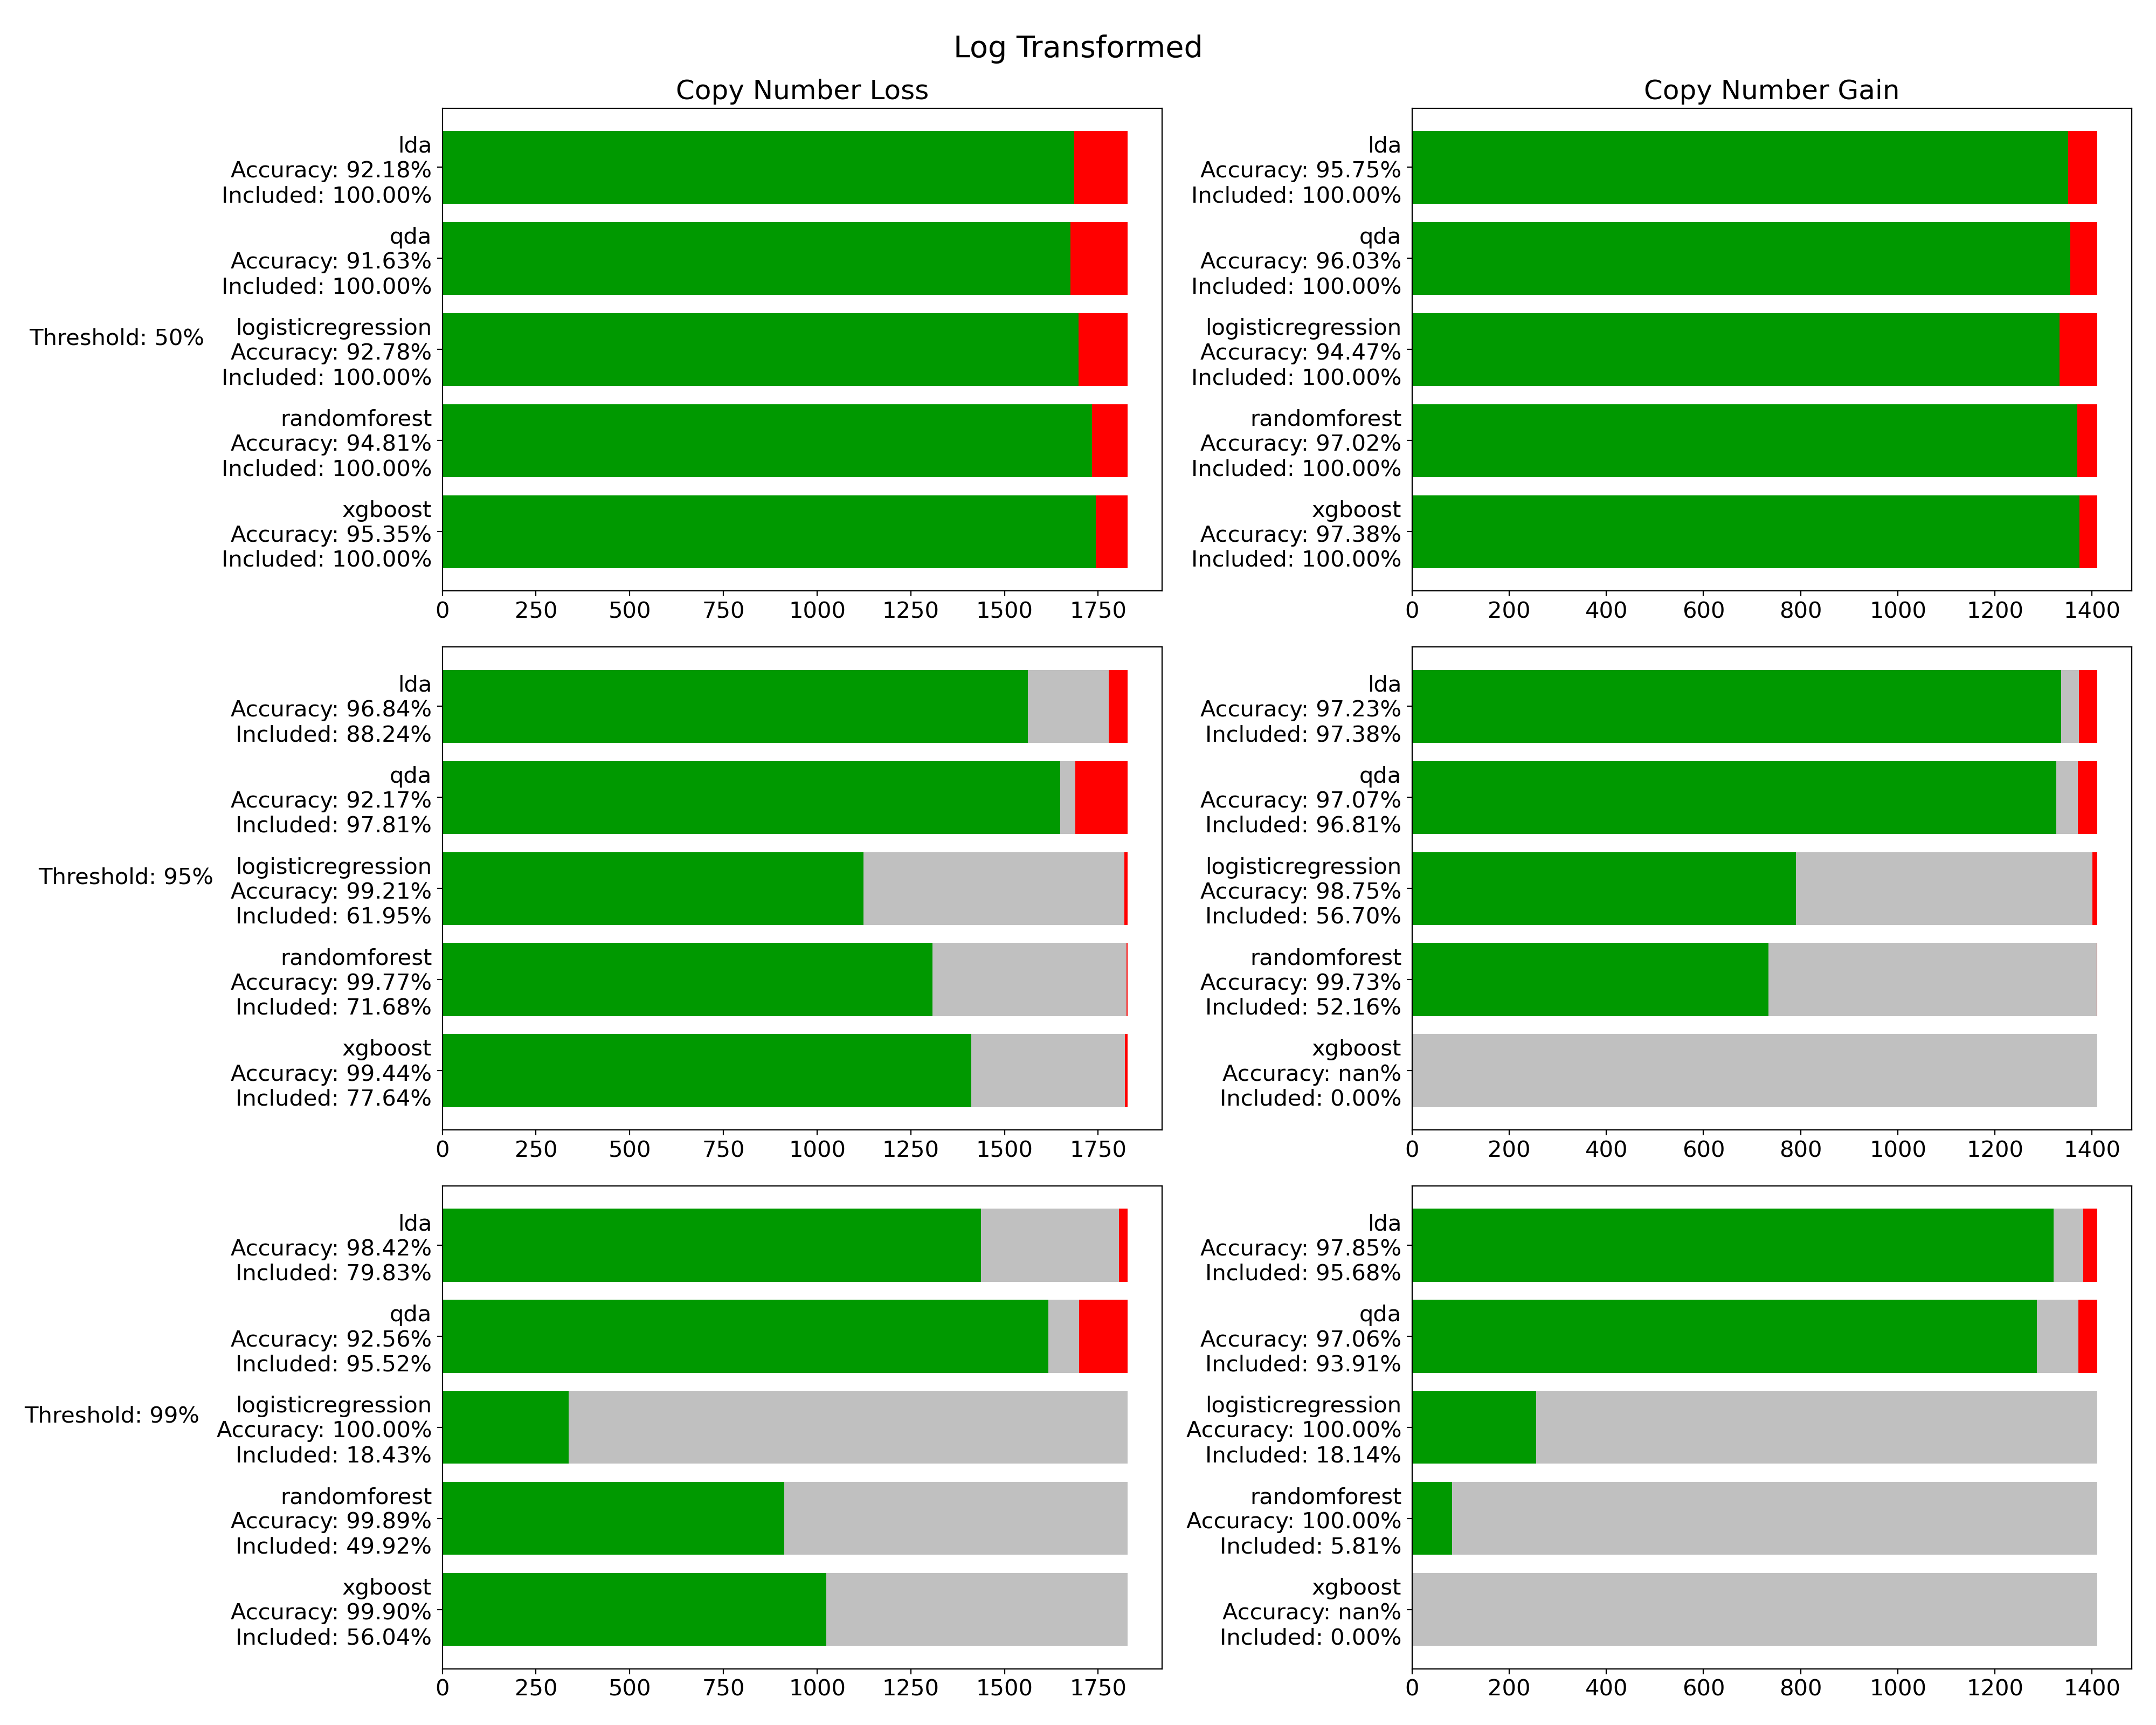 Log Transformed
Copy Number Loss
Threshold: 50%
lda
Accuracy: 92.18%
Included: 100.00%
qda
Accuracy: 91.63%
Included: 100.00%
logisticregression
Accuracy: 92.78%
Included: 100.00%
randomforest
Accuracy: 94.81%
Included: 100.00%
xgboost
Accuracy: 95.35%
Included: 100.00%
0 250 500 750 1000 1250 1500 1750
Copy Number Gain
lda
Accuracy: 95.75%
Included: 100.00%
qda
Accuracy: 96.03%
Included: 100.00%
logisticregression
Accuracy: 94.47%
Included: 100.00%
randomforest
Accuracy: 97.02%
Included: 100.00%
xgboost
Accuracy: 97.38%
Included: 100.00%
0 200 400 600 800 1000 1200 1400
Threshold: 95%
lda
Accuracy: 96.84%
Included: 88.24%
qda
Accuracy: 92.17%
Included: 97.81%
logisticregression
Accuracy: 99.21%
Included: 61.95%
randomforest
Accuracy: 99.77%
Included: 71.68%
xgboost
Accuracy: 99.44%
Included: 77.64%
0 250 500 750 1000 1250 1500 1750
lda
Accuracy: 97.23%
Included: 97.38%
qda
Accuracy: 97.07%
Included: 96.81%
logisticregression
Accuracy: 98.75%
Included: 56.70%
randomforest
Accuracy: 99.73%
Included: 52.16%
xgboost
Accuracy: nan%
Included: 0.00%
0 200 400 600 800 1000 1200 1400
Threshold: 99%
lda
Accuracy: 98.42%
Included: 79.83%
qda
Accuracy: 92.56%
Included: 95.52%
logisticregression
Accuracy: 100.00%
Included: 18.43%
randomforest
Accuracy: 99.89%
Included: 49.92%
xgboost
Accuracy: 99.90%
Included: 56.04%
0 250 500 750 1000 1250 1500 1750
lda
Accuracy: 97.85%
Included: 95.68%
qda
Accuracy: 97.06%
Included: 93.91%
logisticregression
Accuracy: 100.00%
Included: 18.14%
randomforest
Accuracy: 100.00%
Included: 5.81%
xgboost
Accuracy: nan%
Included: 0.00%
0 200 400 600 800 1000 1200 1400